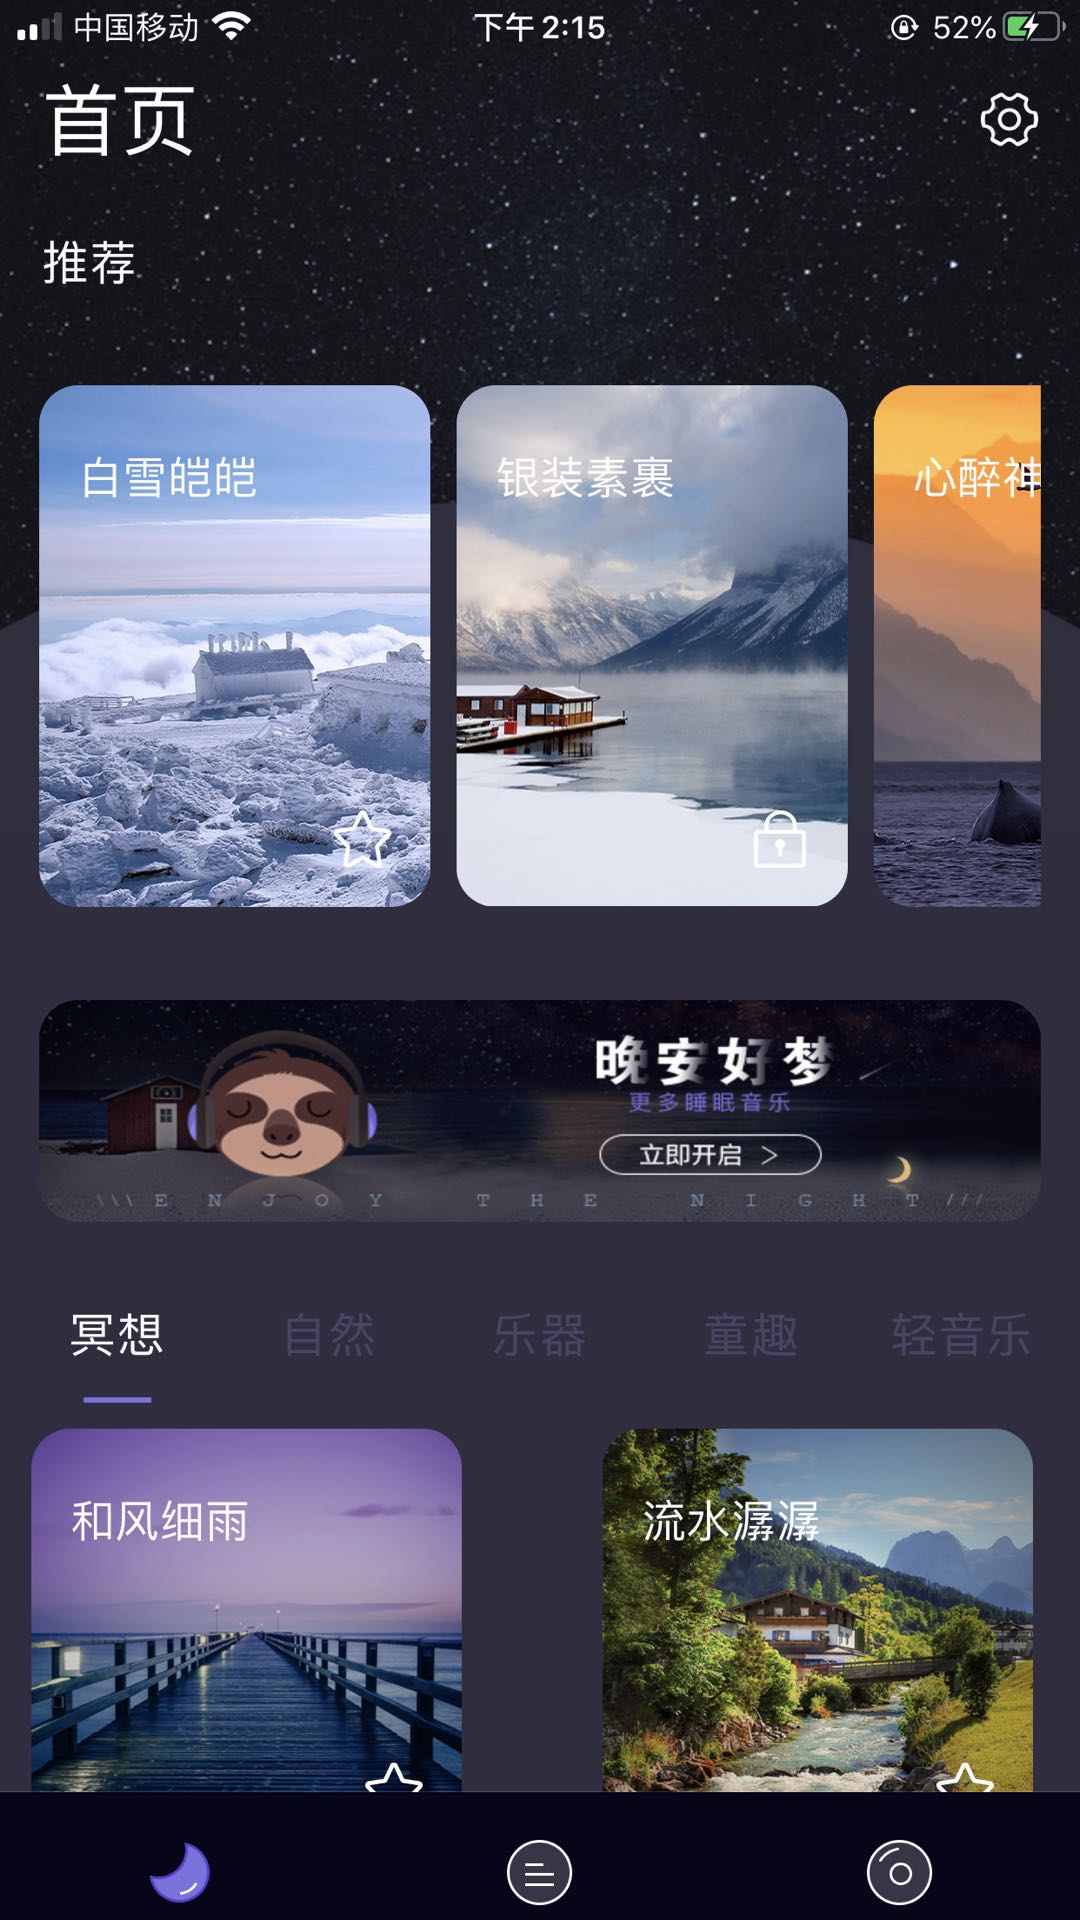 中国移动
下午 2:15
52%
首页
推荐
白雪皑皑
银装素裹
心醉神
晚安好梦
更多睡眠音乐
立即开启 >
\\\ ENJOY THE NIGHT ///
冥想
自然
乐器
童趣
轻音乐
和风细雨
流水潺潺